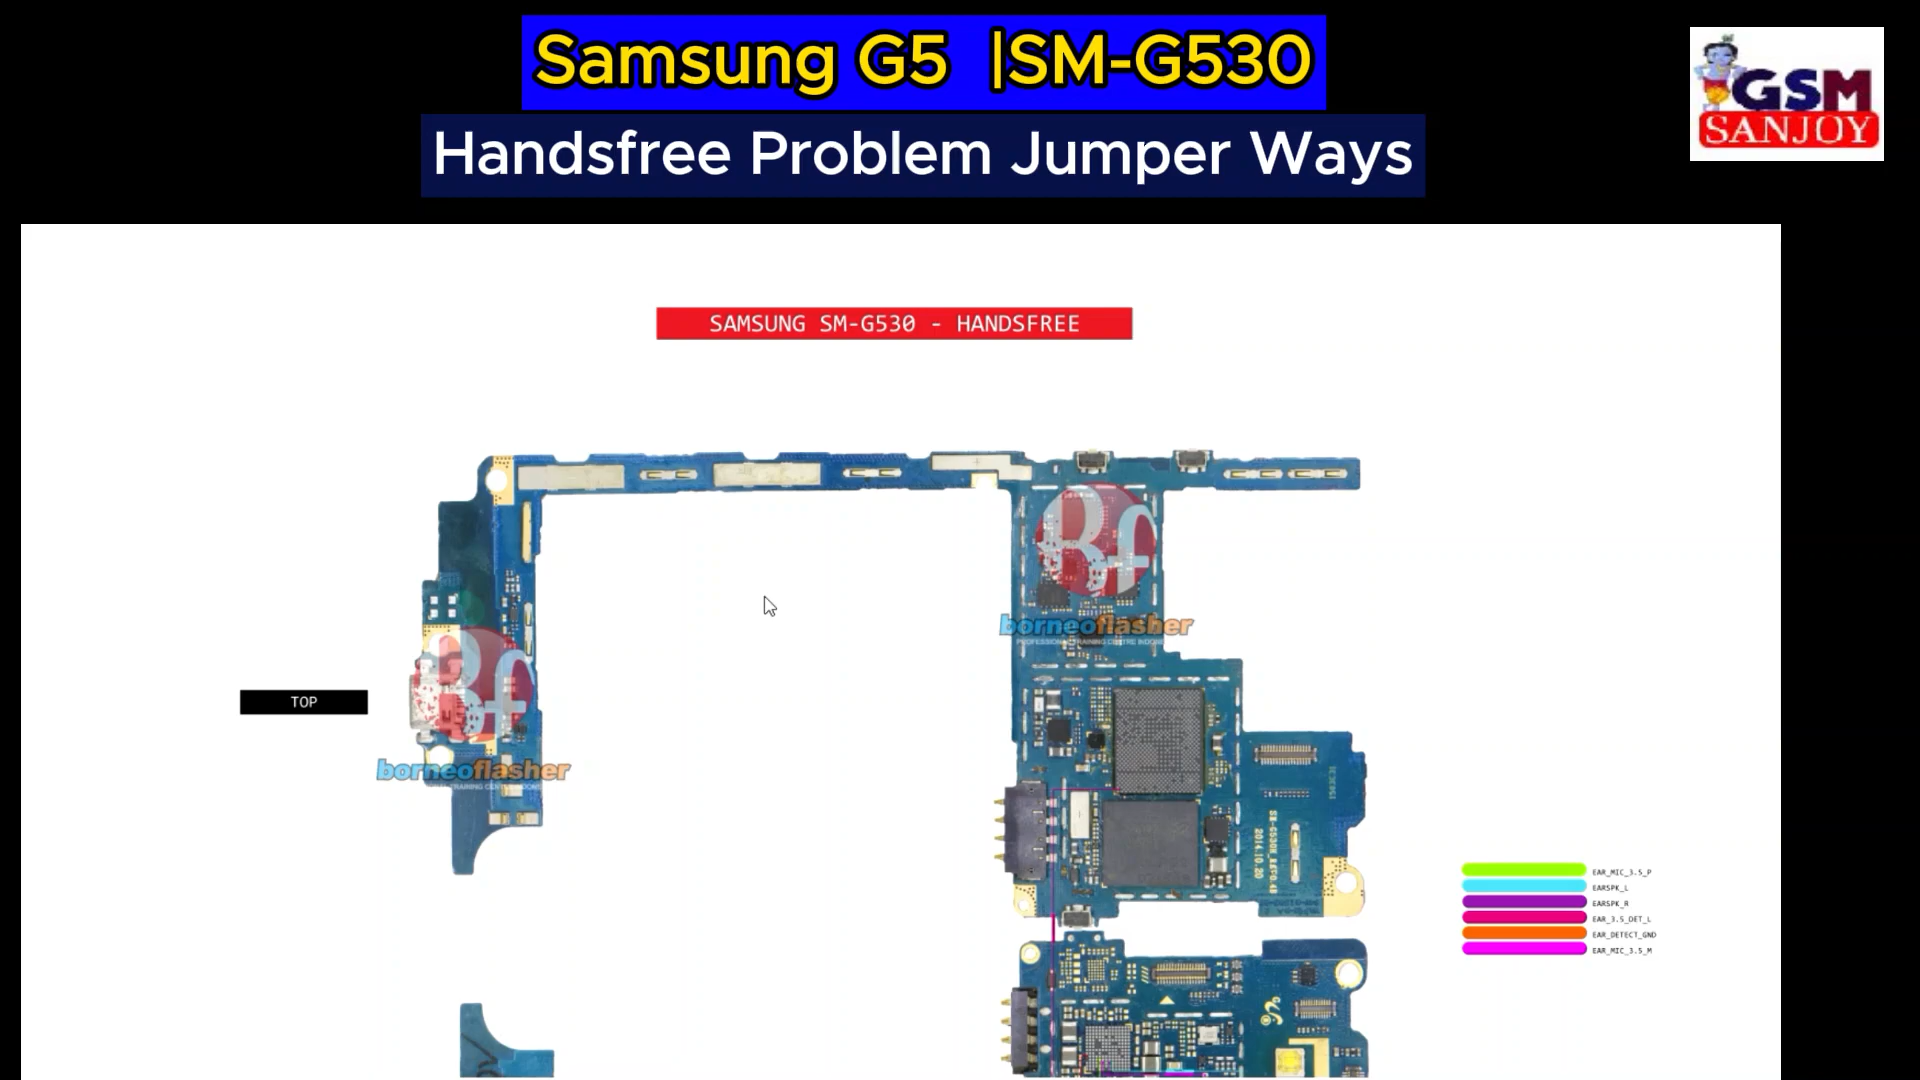 Samsung G5 |SM-G530
Handsfree Problem Jumper Ways
GSM
SANJOY
SAMSUNG SM-G530 - HANDSFREE
borneoflasher
TOP
borneoflasher
EAR_MIC_3.5_P
EARSPK_L
EARSPK_R
EAR_3.5_DET_L
EAR_DETECT_GND
EAR_MIC_3.5_M